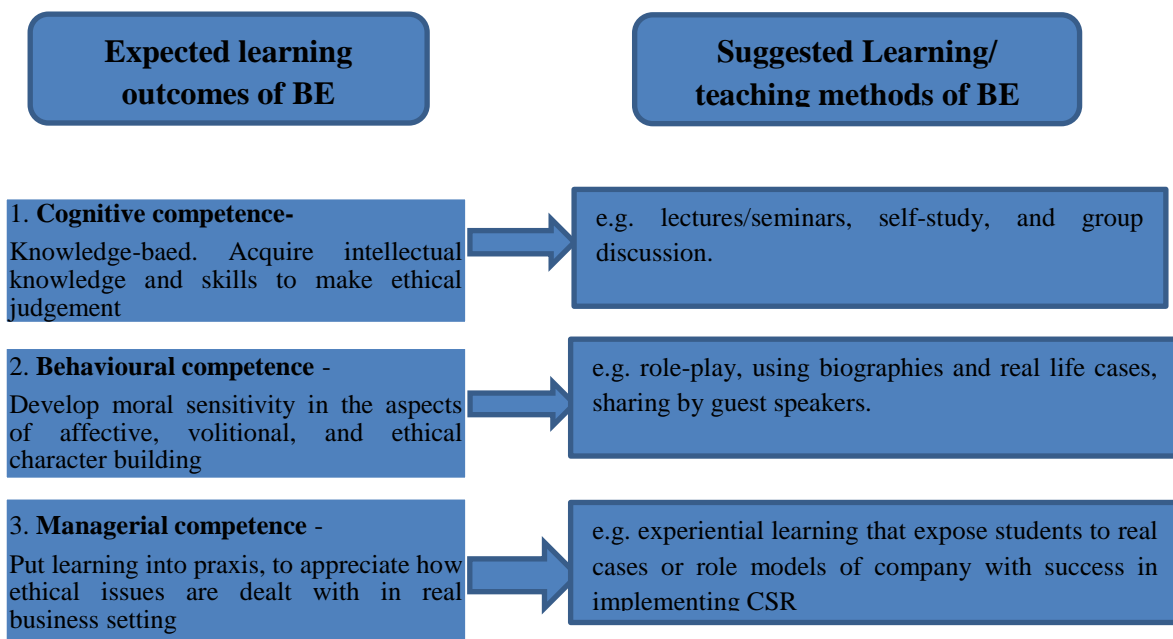 Expected learning
outcomes of BE
Suggested Learning/
teaching methods of BE
1. Cognitive competence-
Knowledge-baed. Acquire intellectual
knowledge and skills to make ethical
judgement
e.g. lectures/seminars, self-study, and group
discussion.
2. Behavioural competence -
Develop moral sensitivity in the aspects
of affective, volitional, and ethical
character building
e.g. role-play, using biographies and real life cases,
sharing by guest speakers.
3. Managerial competence -
Put learning into praxis, to appreciate how
ethical issues are dealt with in real
business setting
e.g. experiential learning that expose students to real
cases or role models of company with success in
implementing CSR